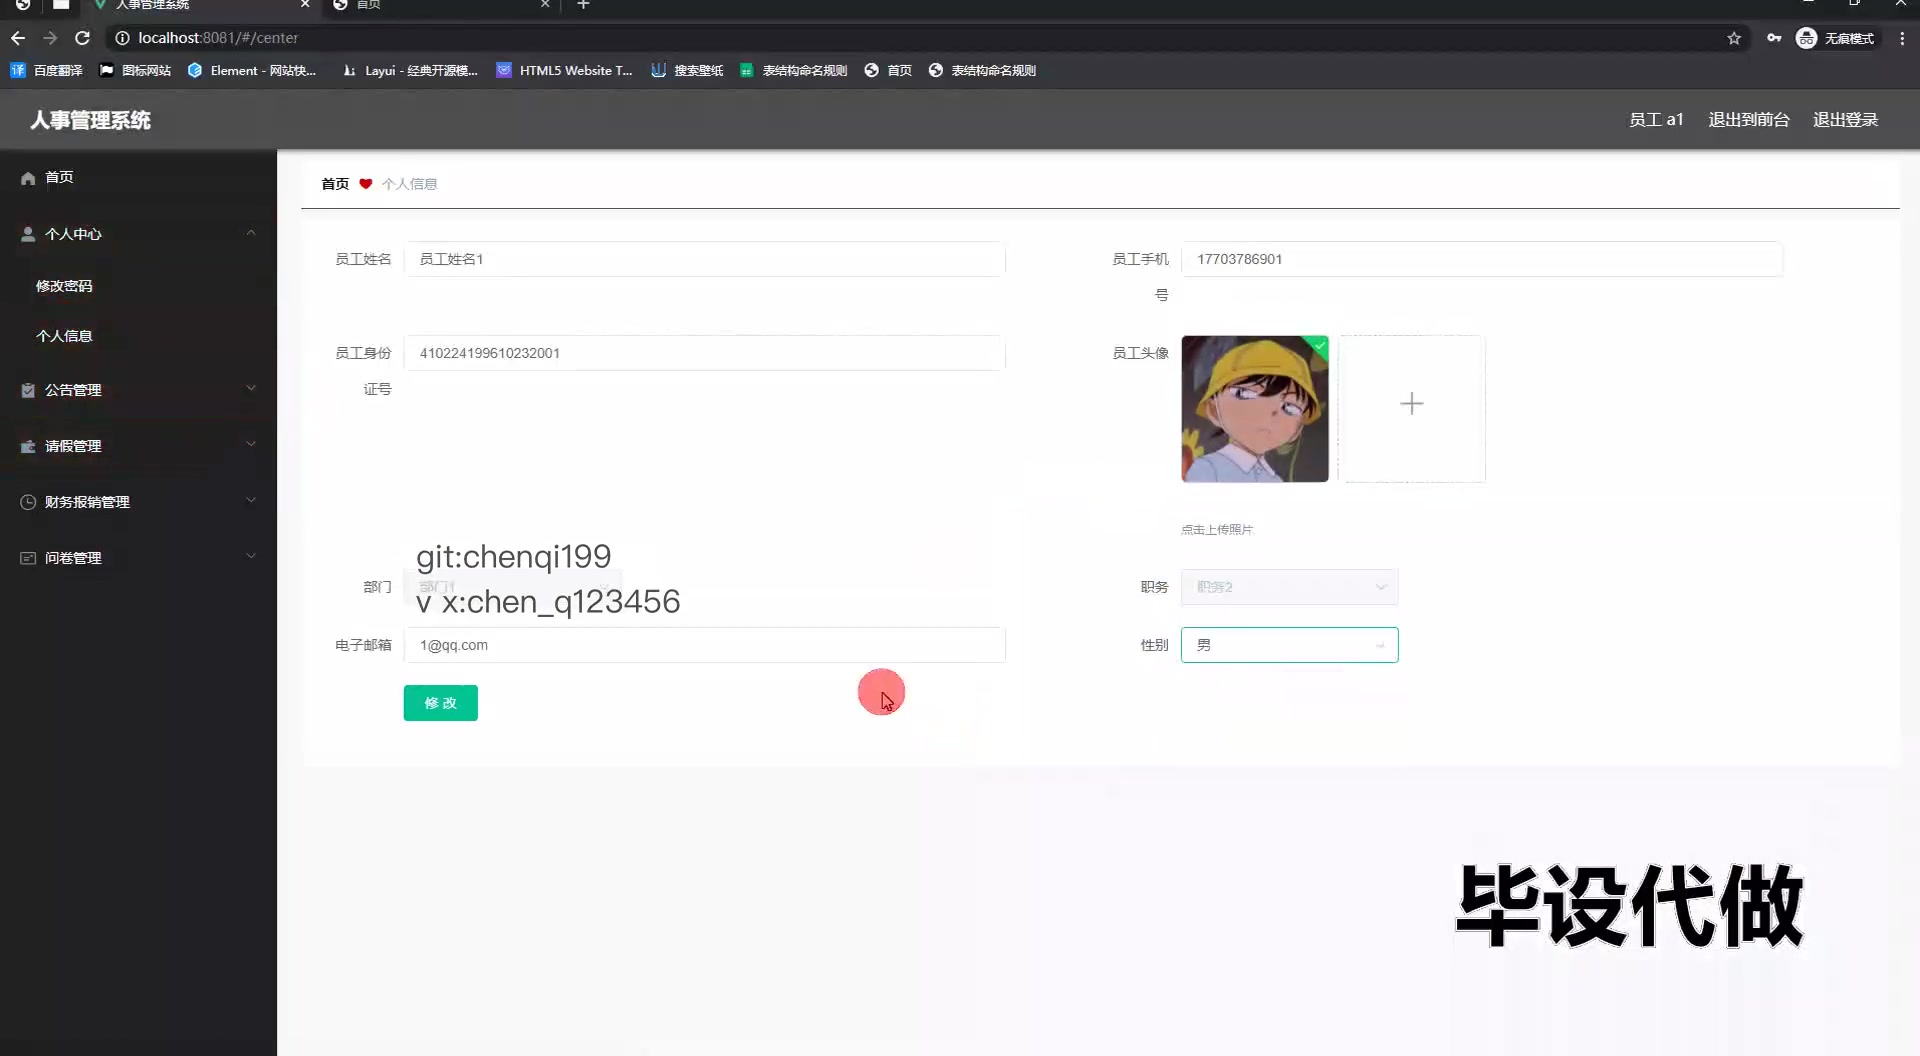 人事管理系统
首页
localhost:8081/#/center
无痕模式
百度翻译
图标网站
Element - 网站快...
Layui - 经典开源模...
HTML5 Website T...
搜索壁纸
表结构命名规则
首页
表结构命名规则
人事管理系统
员工 a1
退出到前台
退出登录
首页
个人中心
修改密码
个人信息
公告管理
请假管理
财务报销管理
问卷管理
首页 个人信息
员工姓名 员工姓名1
员工手机号 17703786901
员工身份证号 410224199610232001
员工头像
点击上传照片
git:chenqi199
部门 部门1
v x:chen_q123456
职务 职务2
电子邮箱 1@qq.com
性别 男
修 改
毕设代做